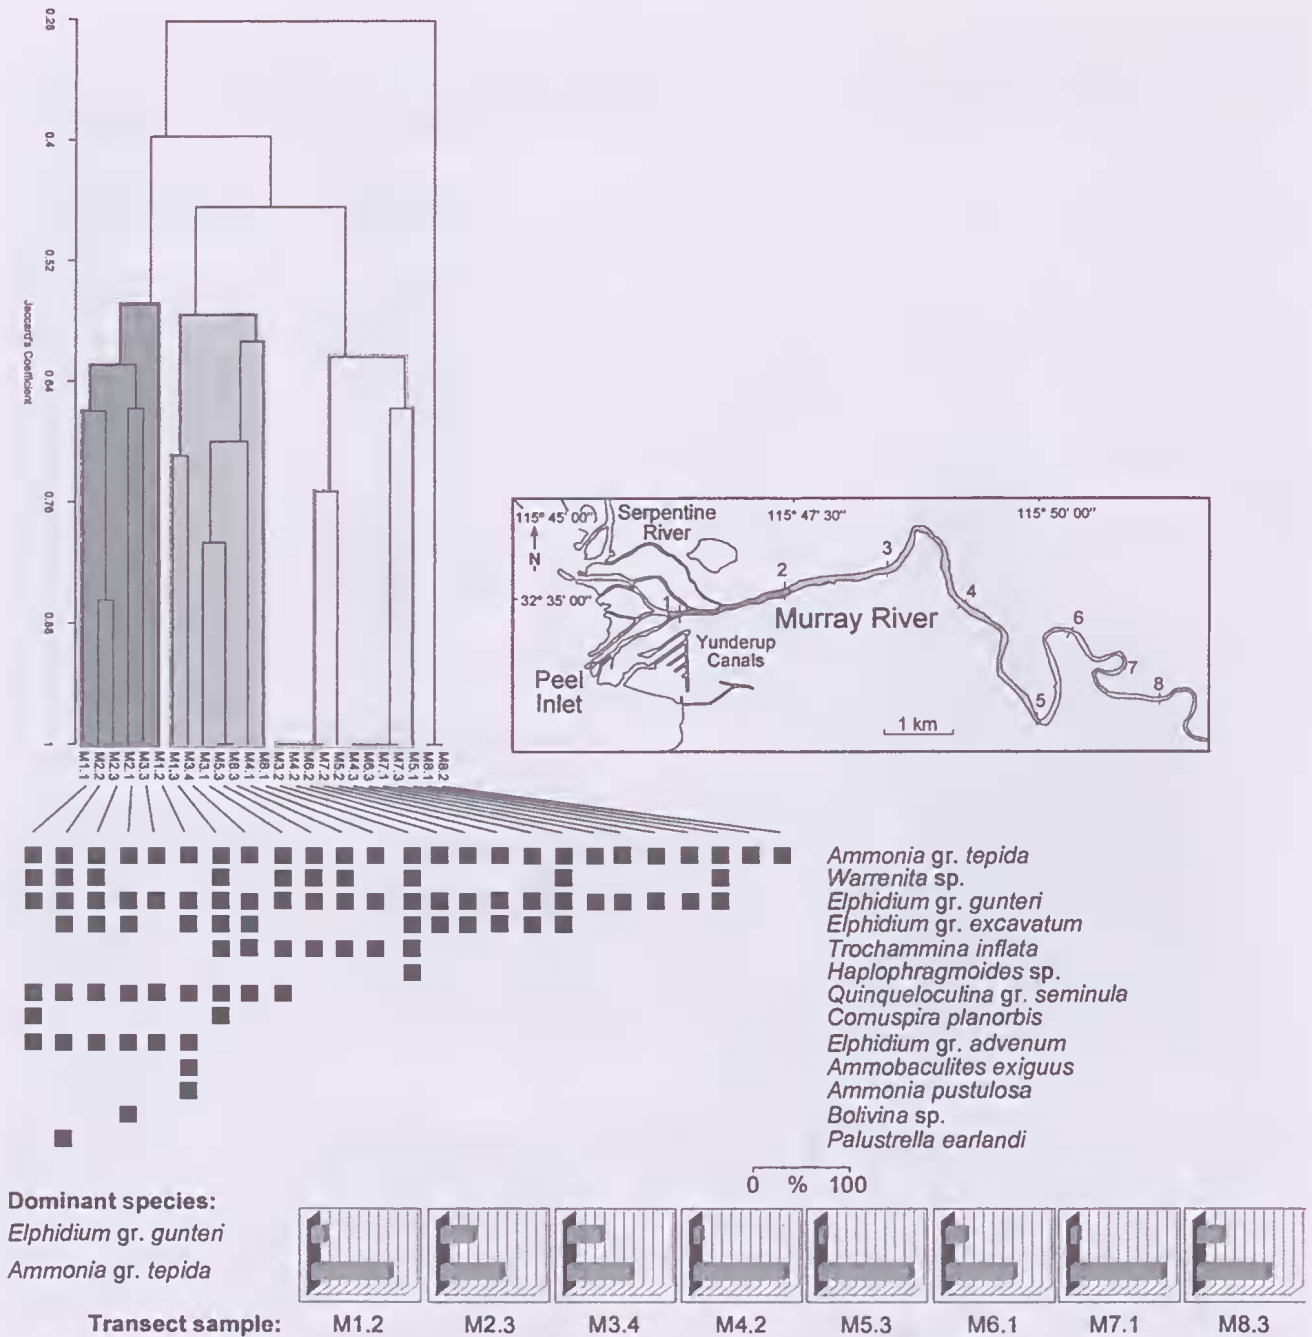 0.28
0.4
0.52
0.64
0.76
0.88
1
Jaccard's Coefficient
M1.1
M2.2
M2.3
M2.1
M3.3
M1.2
M1.3
M3.4
M3.1
M5.3
M8.3
M4.1
M6.1
M3.2
M4.2
M6.2
M7.2
M5.2
M4.3
M6.3
M7.1
M7.3
M5.1
M8.1
M8.2
115° 45' 00"
Serpentine
River
115° 47' 30"
115° 50' 00"
N
32° 35' 00"
1
2
3
4
5
6
7
8
Murray River
Yunderup
Canals
Peel
Inlet
1 km
Ammonia gr. tepida
Warrenita sp.
Elphidium gr. gunteri
Elphidium gr. excavatum
Trochammina inflata
Haplophragmoides sp.
Quinqueloculina gr. seminula
Cornuspira planorbis
Elphidium gr. advenum
Ammobaculites exiguus
Ammonia pustulosa
Bolivina sp.
Palustrella earlandi
0 % 100
Dominant species:
Elphidium gr. gunteri
Ammonia gr. tepida
Transect sample: M1.2 M2.3 M3.4 M4.2 M5.3 M6.1 M7.1 M8.3